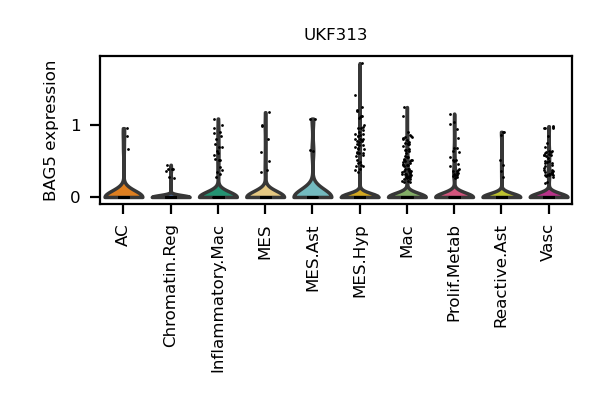 UKF313
BAG5 expression
1
0
AC
Chromatin.Reg
Inflammatory.Mac
MES
MES.Ast
MES.Hyp
Mac
Prolif.Metab
Reactive.Ast
Vasc